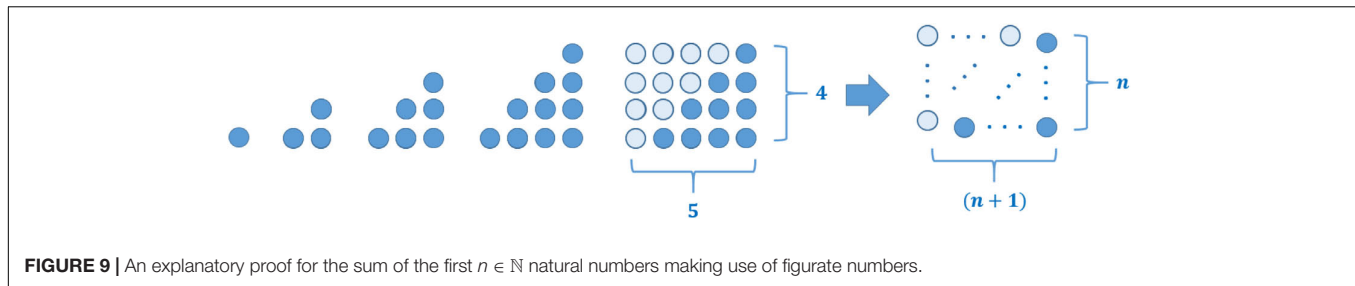 4
5
n
(n + 1)
FIGURE 9 | An explanatory proof for the sum of the first n ∈ ℕ natural numbers making use of figurate numbers.